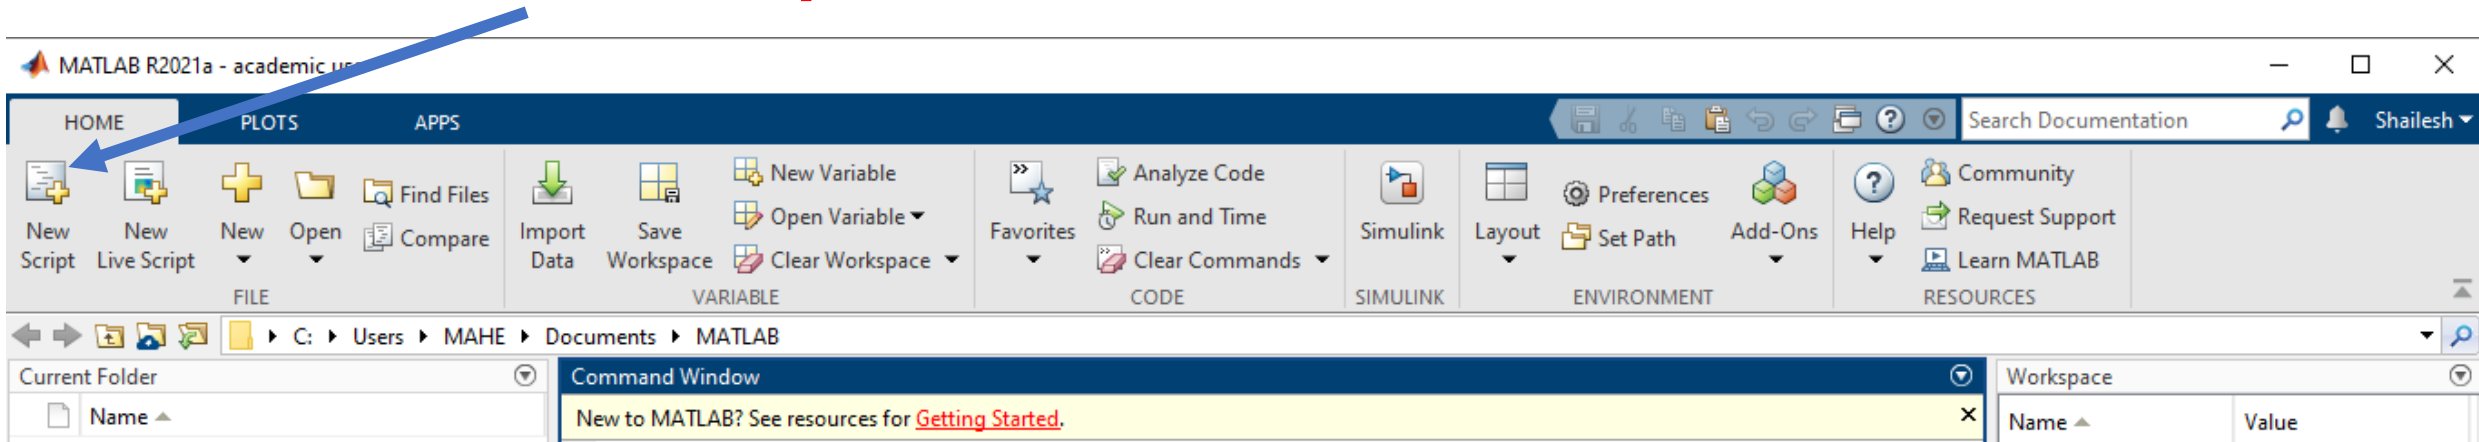 MATLAB R2021a - academic use
HOME PLOTS APPS
Search Documentation
Shailesh
New Script
New Live Script
New
Open
Find Files
Compare
FILE
Import Data
Save Workspace
New Variable
Open Variable
Clear Workspace
VARIABLE
Favorites
Analyze Code
Run and Time
Clear Commands
CODE
Simulink
SIMULINK
Layout
Preferences
Set Path
Add-Ons
ENVIRONMENT
Help
Community
Request Support
Learn MATLAB
RESOURCES
C: Users MAHE Documents MATLAB
Current Folder
Name
Command Window
New to MATLAB? See resources for Getting Started.
Workspace
Name Value